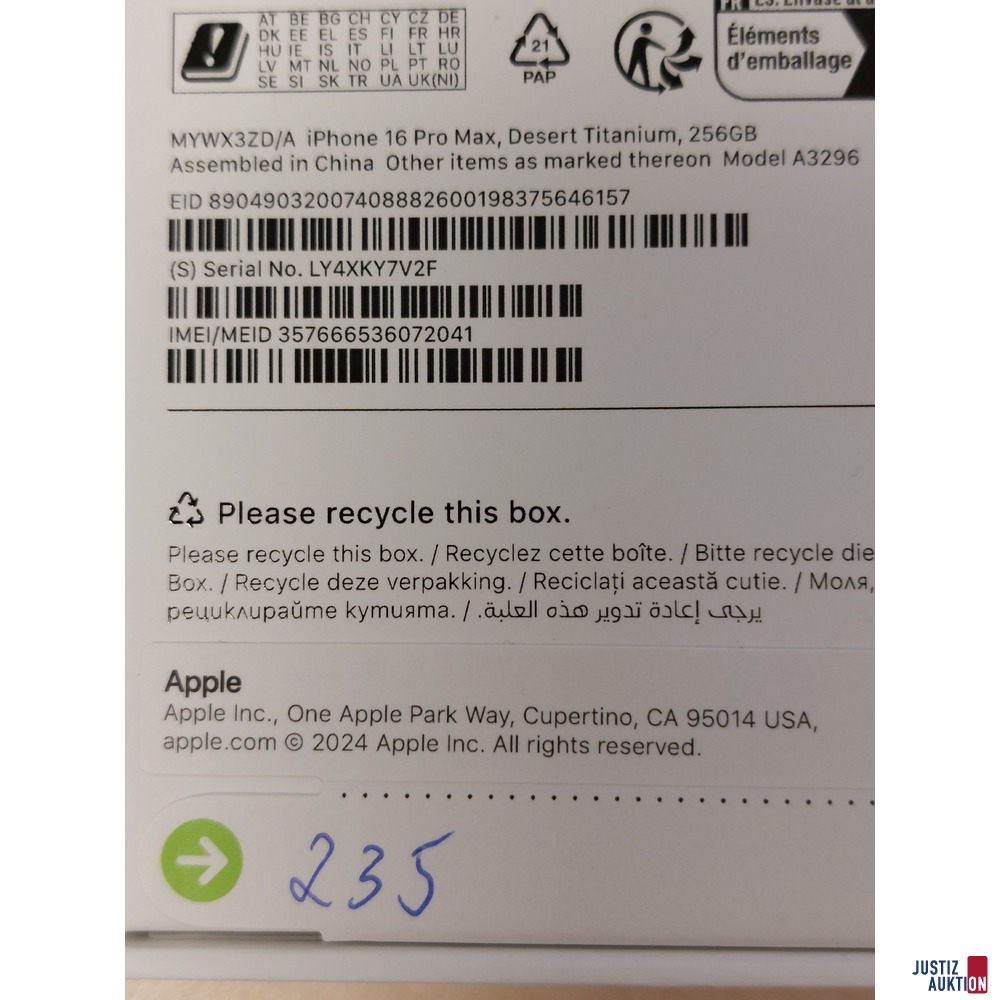 AT BE BG CH CY CZ DE
DK EE EL ES FI FR HR
HU IE IS IT LI LT LU
LV MT NL NO PL PT RO
SE SI SK TR UA UK(NI)
21
PAP
FR
Éléments
d'emballage
MYWX3ZD/A iPhone 16 Pro Max, Desert Titanium, 256GB
Assembled in China Other items as marked thereon Model A3296
EID 89049032007408882600198375646157
(S) Serial No. LY4XKY7V2F
IMEI/MEID 357666536072041
Please recycle this box.
Please recycle this box. / Recyclez cette boîte. / Bitte recycle die
Box. / Recycle deze verpakking. / Reciclați această cutie. / Моля,
рециклирайте кутията. / يرجى إعادة تدوير هذه العلبة.
Apple
Apple Inc., One Apple Park Way, Cupertino, CA 95014 USA,
apple.com © 2024 Apple Inc. All rights reserved.
235
JUSTIZ
AUKTION